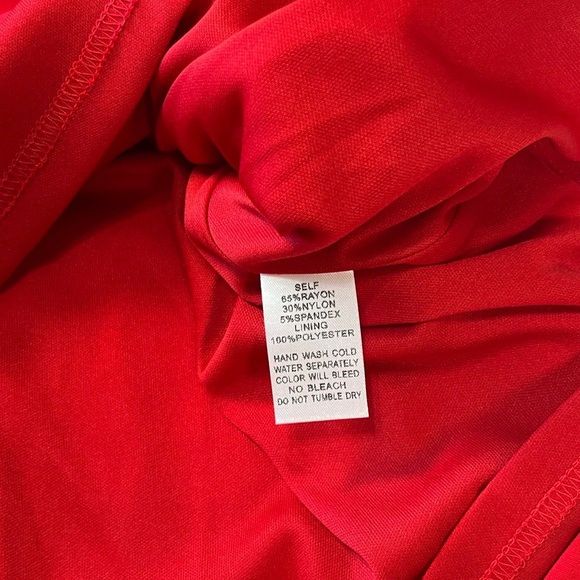 SELF
65%RAYON
30%NYLON
5%SPANDEX
LINING
100%POLYESTER
HAND WASH COLD
WATER SEPARATELY
COLOR WILL BLEED
NO BLEACH
DO NOT TUMBLE DRY